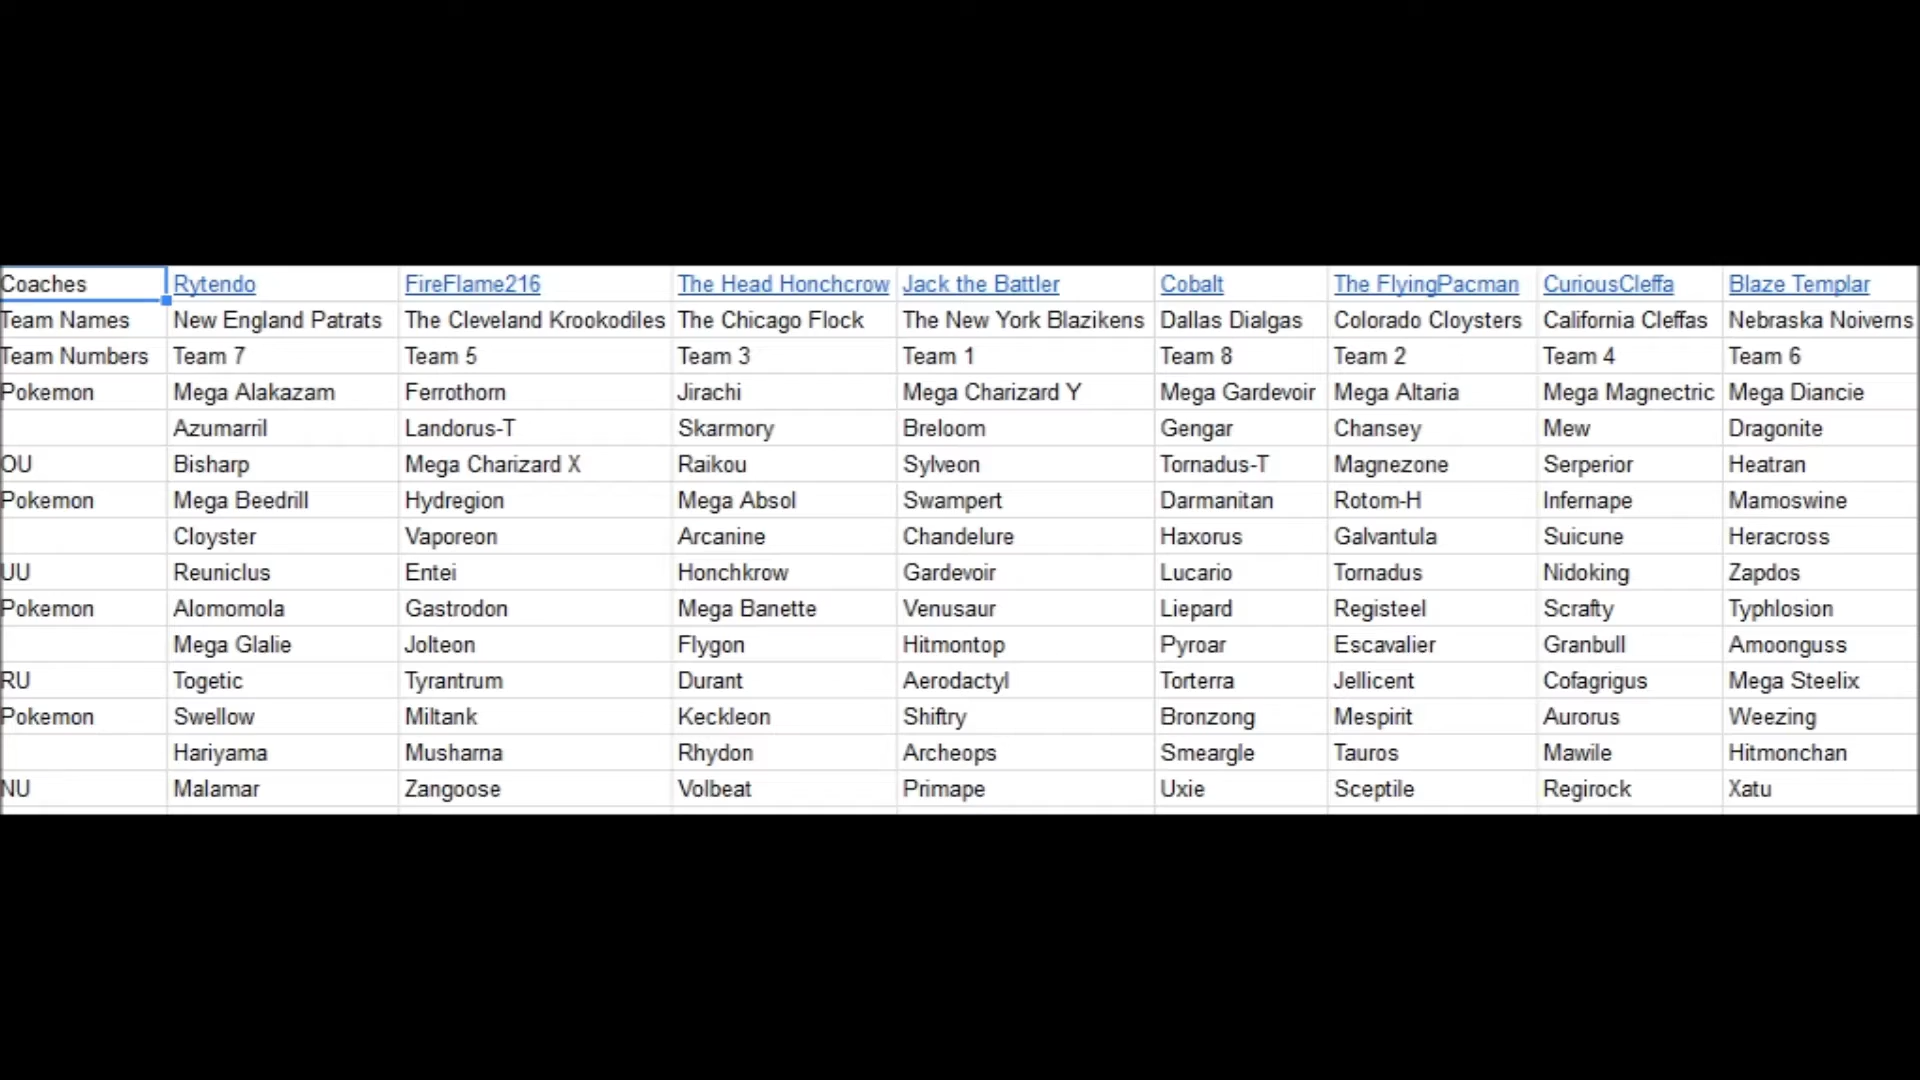 Coaches Rytendo FireFlame216 The Head Honchcrow Jack the Battler Cobalt The FlyingPacman CuriousCleffa Blaze Templar
Team Names New England Patrats The Cleveland Krookodiles The Chicago Flock The New York Blazikens Dallas Dialgas Colorado Cloysters California Cleffas Nebraska Noiverns
Team Numbers Team 7 Team 5 Team 3 Team 1 Team 8 Team 2 Team 4 Team 6
Pokemon Mega Alakazam Ferrothorn Jirachi Mega Charizard Y Mega Gardevoir Mega Altaria Mega Magnectric Mega Diancie
Azumarril Landorus-T Skarmory Breloom Gengar Chansey Mew Dragonite
OU Bisharp Mega Charizard X Raikou Sylveon Tornadus-T Magnezone Serperior Heatran
Pokemon Mega Beedrill Hydregion Mega Absol Swampert Darmanitan Rotom-H Infernape Mamoswine
Cloyster Vaporeon Arcanine Chandelure Haxorus Galvantula Suicune Heracross
UU Reuniclus Entei Honchkrow Gardevoir Lucario Tornadus Nidoking Zapdos
Pokemon Alomomola Gastrodon Mega Banette Venusaur Liepard Registeel Scrafty Typhlosion
Mega Glalie Jolteon Flygon Hitmontop Pyroar Escavalier Granbull Amoonguss
RU Togetic Tyrantrum Durant Aerodactyl Torterra Jellicent Cofagrigus Mega Steelix
Pokemon Swellow Miltank Keckleon Shiftry Bronzong Mespirit Aurorus Weezing
Hariyama Musharna Rhydon Archeops Smeargle Tauros Mawile Hitmonchan
NU Malamar Zangoose Volbeat Primape Uxie Sceptile Regirock Xatu